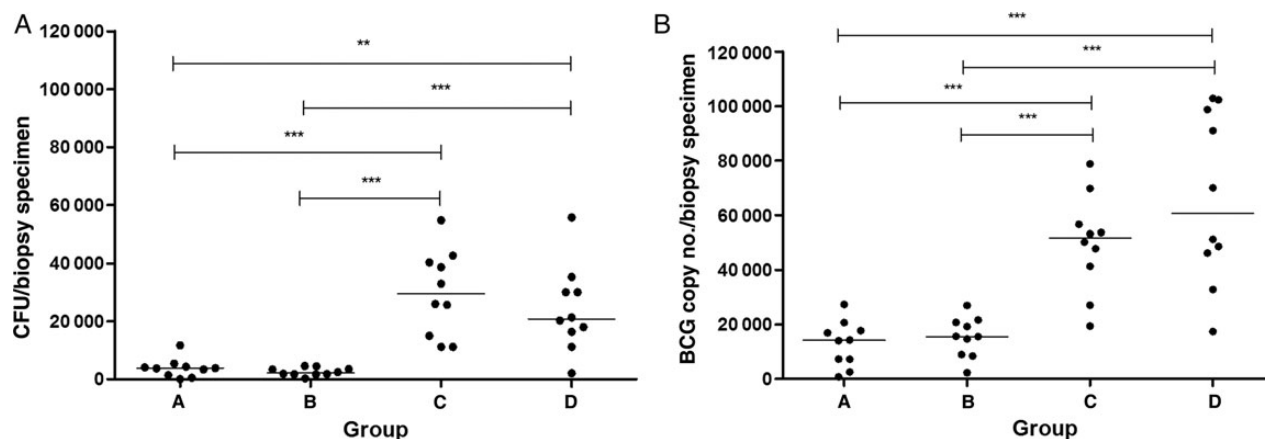 A
CFU/biopsy specimen
120 000
100 000
80 000
60 000
40 000
20 000
0
**
***
***
***
A B C D
Group
B
BCG copy no./biopsy specimen
120 000
100 000
80 000
60 000
40 000
20 000
0
***
***
***
***
A B C D
Group